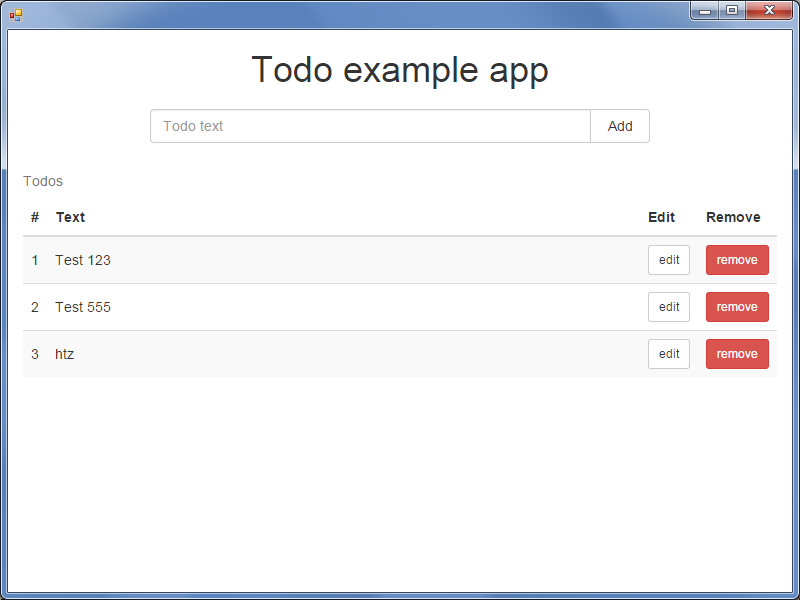 Todo example app
Todo text Add
Todos
# Text Edit Remove
1 Test 123 edit remove
2 Test 555 edit remove
3 htz edit remove